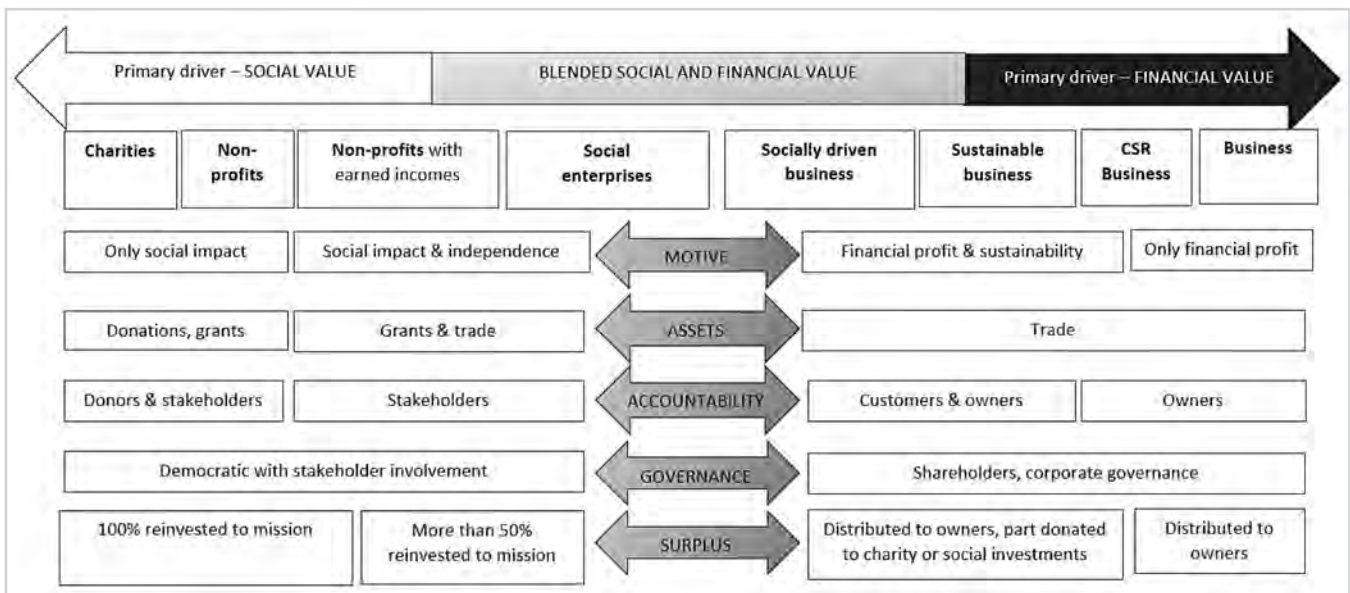 Primary driver – SOCIAL VALUE
BLENDED SOCIAL AND FINANCIAL VALUE
Primary driver – FINANCIAL VALUE
Charities
Non-
profits
Non-profits with
earned incomes
Social
enterprises
Socially driven
business
Sustainable
business
CSR
Business
Business
Only social impact
Social impact & independence
MOTIVE
Financial profit & sustainability
Only financial profit
Donations, grants
Grants & trade
ASSETS
Trade
Donors & stakeholders
Stakeholders
ACCOUNTABILITY
Customers & owners
Owners
Democratic with stakeholder involvement
GOVERNANCE
Shareholders, corporate governance
100% reinvested to mission
More than 50%
reinvested to mission
SURPLUS
Distributed to owners, part donated
to charity or social investments
Distributed to
owners